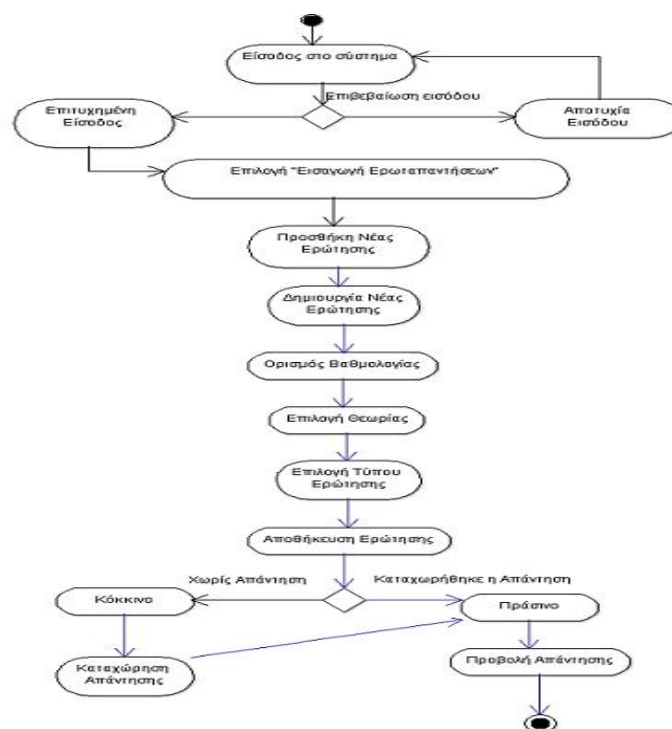 Είσοδος στο σύστημα
Επιβεβαίωση εισόδου
Επιτυχημένη
Είσοδος
Αποτυχία
Εισόδου
Επιλογή "Εισαγωγή Ερωταπαντήσεων"
Προσθήκη Νέας
Ερώτησης
Δημιουργία Νέας
Ερώτησης
Ορισμός Βαθμολογίας
Επιλογή Θεωρίας
Επιλογή Τύπου
Ερώτησης
Αποθήκευση Ερώτησης
Χωρίς Απάντηση
Καταχωρήθηκε η Απάντηση
Κόκκινο
Πράσινο
Καταχώρηση
Απάντησης
Προβολή Απάντησης